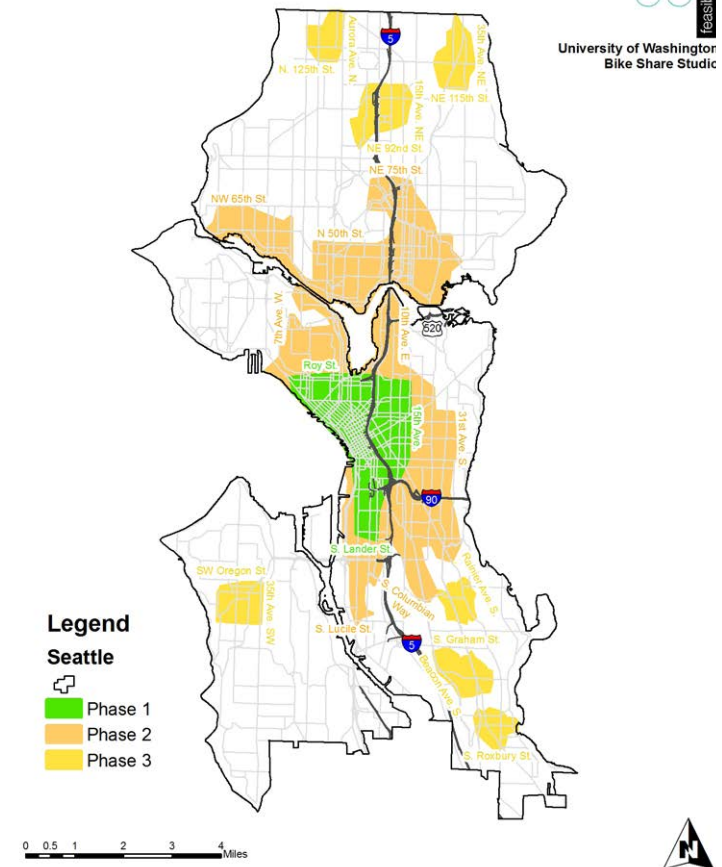 feasib
University of Washington
Bike Share Studio
5
Aurora Ave. N.
35th Ave. NE
N. 125th St.
15th Ave. NE
NE 115th St.
NE 92nd St.
NE 75th St.
NW 65th St.
N 50th St.
7th Ave. W
10th Ave. E
520
Roy St.
15th Ave.
31st Ave. S.
90
S. Lander St.
SW Oregon St.
35th Ave. SW
Rainier Ave. S.
S. Columbian
Way
S. Lucile St.
S. Graham St.
5
Beacon Ave. S.
S. Roxbury St.
Legend
Seattle
Phase 1
Phase 2
Phase 3
0 0.5 1 2 3 4
Miles
N